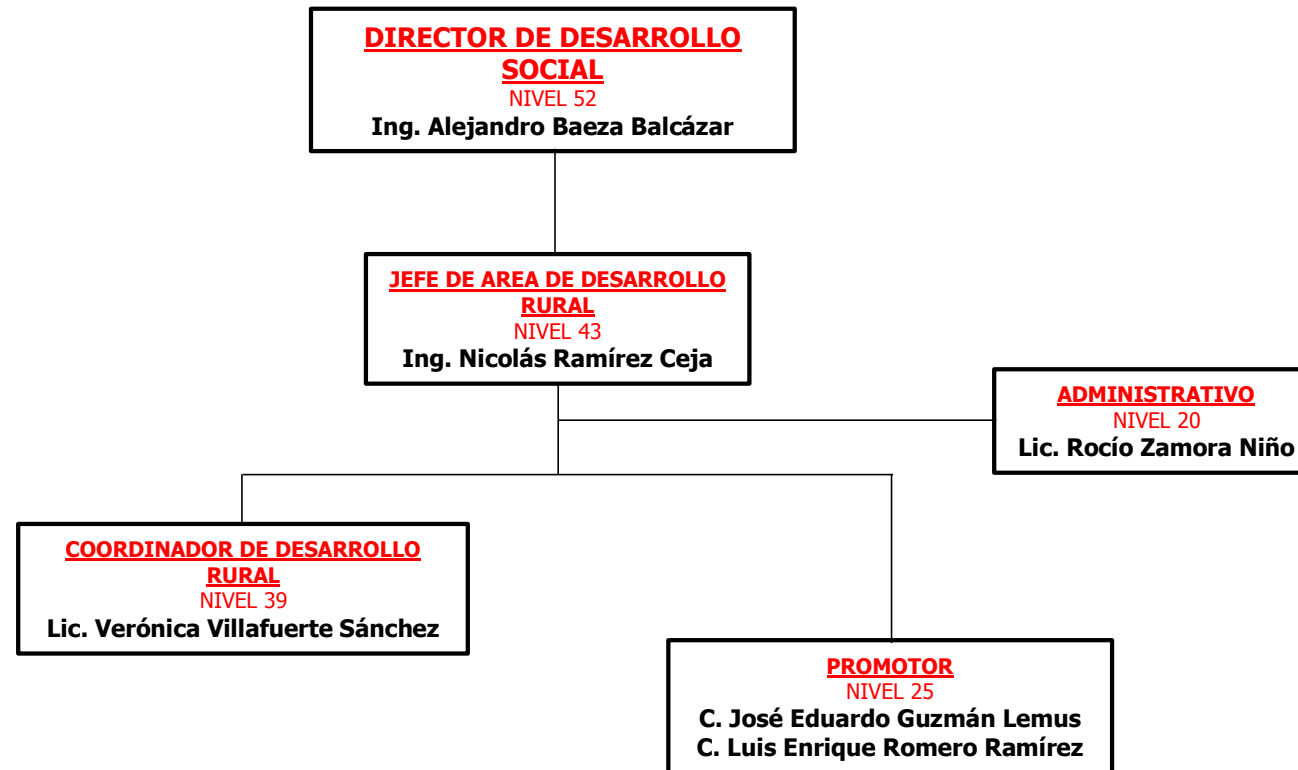 DIRECTOR DE DESARROLLO
SOCIAL
NIVEL 52
Ing. Alejandro Baeza Balcázar
JEFE DE AREA DE DESARROLLO
RURAL
NIVEL 43
Ing. Nicolás Ramírez Ceja
ADMINISTRATIVO
NIVEL 20
Lic. Rocío Zamora Niño
COORDINADOR DE DESARROLLO
RURAL
NIVEL 39
Lic. Verónica Villafuerte Sánchez
PROMOTOR
NIVEL 25
C. José Eduardo Guzmán Lemus
C. Luis Enrique Romero Ramírez